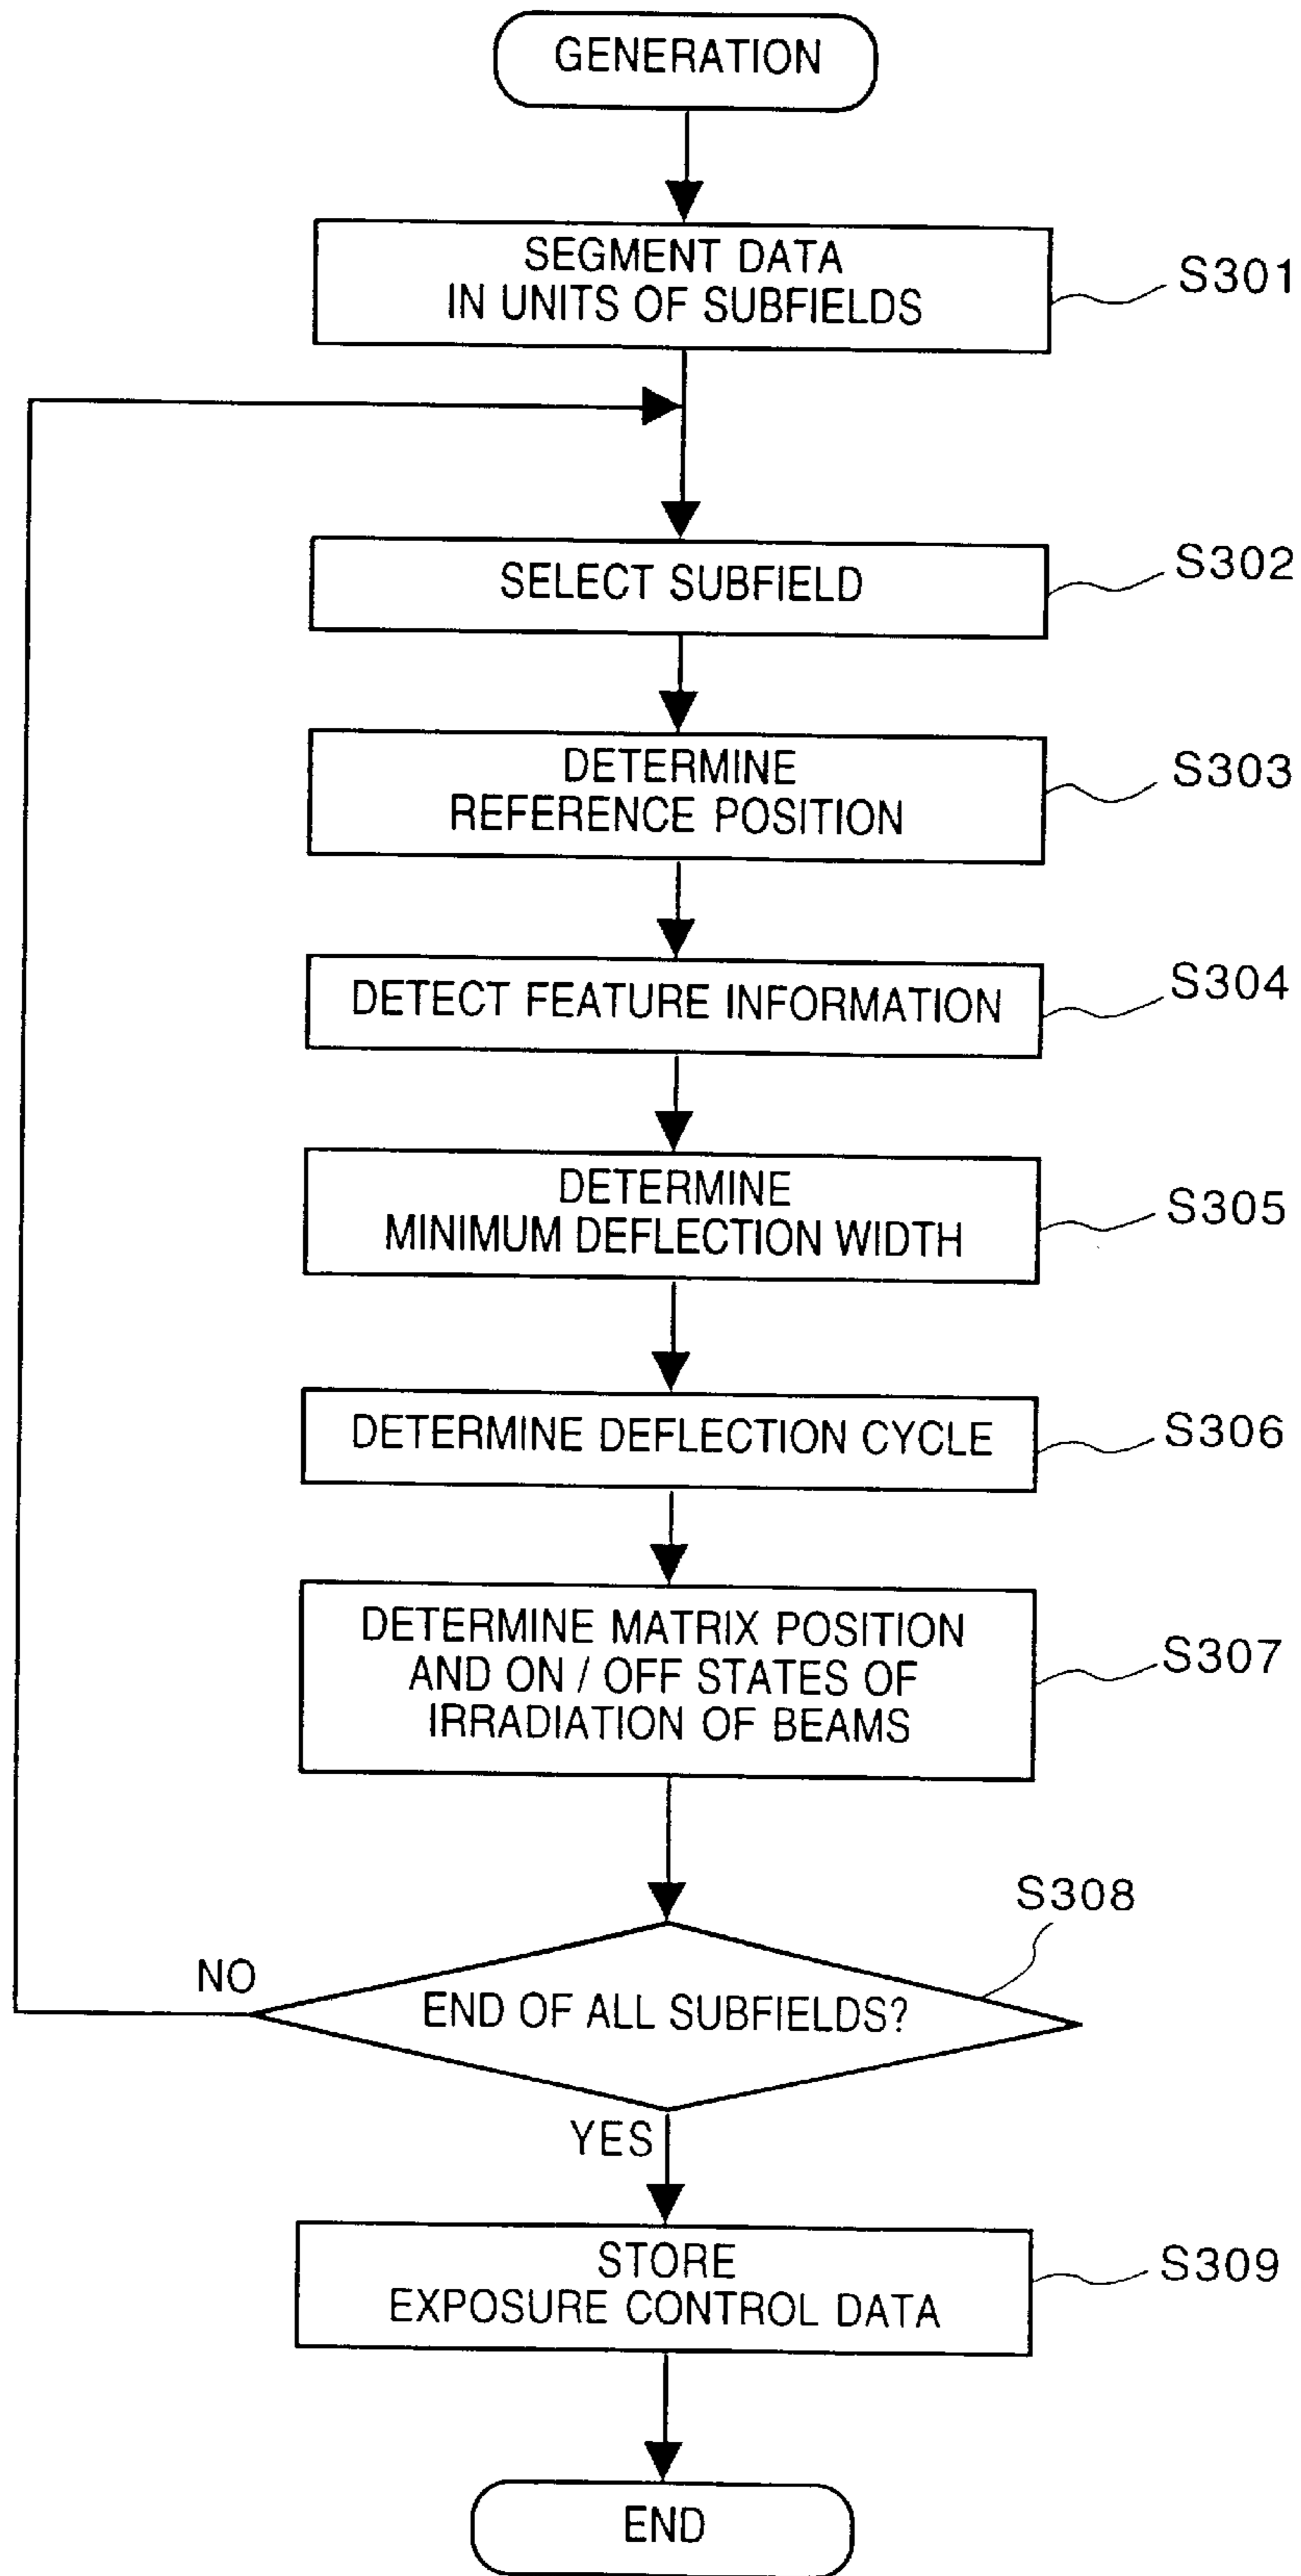 GENERATION
SEGMENT DATA
IN UNITS OF SUBFIELDS
S301
SELECT SUBFIELD
S302
DETERMINE
REFERENCE POSITION
S303
DETECT FEATURE INFORMATION
S304
DETERMINE
MINIMUM DEFLECTION WIDTH
S305
DETERMINE DEFLECTION CYCLE
S306
DETERMINE MATRIX POSITION
AND ON / OFF STATES OF
IRRADIATION OF BEAMS
S307
S308
NO
END OF ALL SUBFIELDS?
YES
STORE
EXPOSURE CONTROL DATA
S309
END